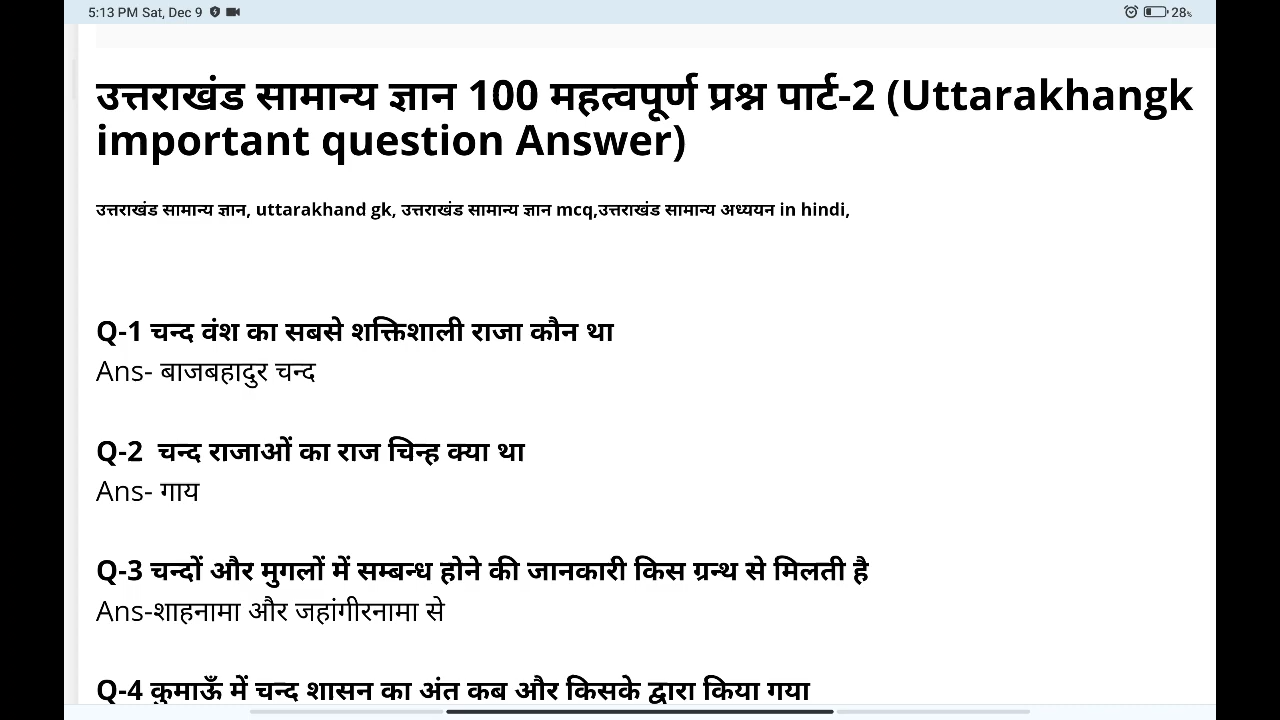 5:13 PM Sat, Dec 9
28%
उत्तराखंड सामान्य ज्ञान 100 महत्वपूर्ण प्रश्न पार्ट-2 (Uttarakhangk
important question Answer)
उत्तराखंड सामान्य ज्ञान, uttarakhand gk, उत्तराखंड सामान्य ज्ञान mcq,उत्तराखंड सामान्य अध्ययन in hindi,
Q-1 चन्द वंश का सबसे शक्तिशाली राजा कौन था
Ans- बाजबहादुर चन्द
Q-2 चन्द राजाओं का राज चिन्ह क्या था
Ans- गाय
Q-3 चन्दों और मुगलों में सम्बन्ध होने की जानकारी किस ग्रन्थ से मिलती है
Ans-शाहनामा और जहांगीरनामा से
Q-4 कुमाऊँ में चन्द शासन का अंत कब और किसके द्वारा किया गया